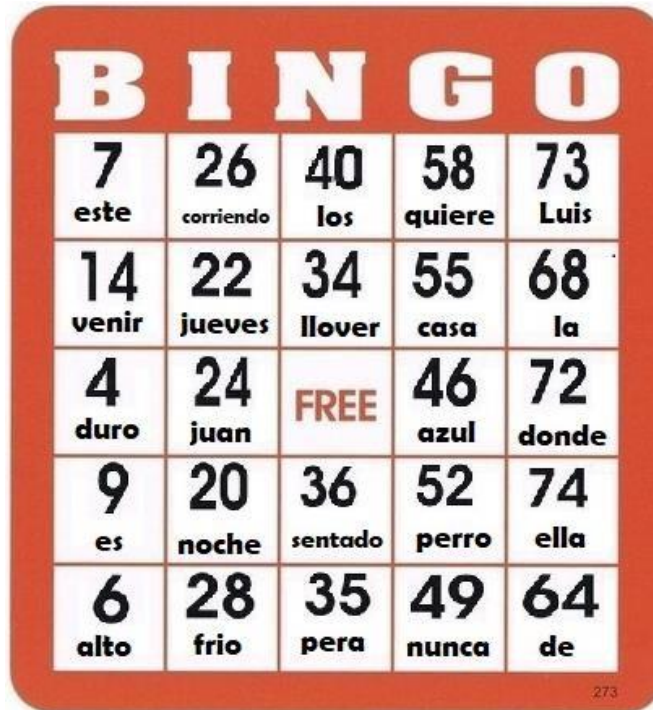 B I N G O
7 26 40 58 73
este corriendo los quiere Luis
14 22 34 55 68
venir jueves llover casa la
4 24 FREE 46 72
duro juan azul donde
9 20 36 52 74
es noche sentado perro ella
6 28 35 49 64
alto frio pera nunca de
273